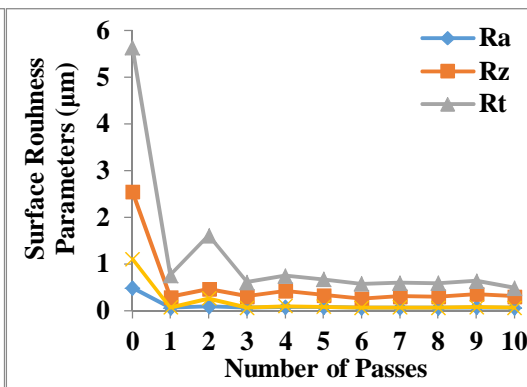 6
5
4
3
2
1
0
Surface Rouhness
Parameters (µm)
Ra
Rz
Rt
0 1 2 3 4 5 6 7 8 9 10
Number of Passes